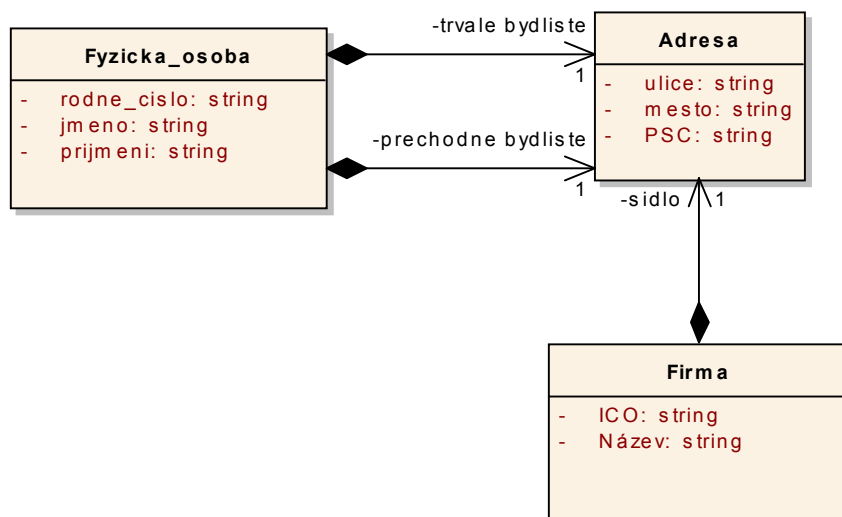 Fyzicka_osoba
- rodne_cislo: string
- jmeno: string
- prijmeni: string
-trvale bydliste
1
-prechodne bydliste
1
Adresa
- ulice: string
- mesto: string
- PSC: string
-sidlo
1
Firma
- ICO: string
- Název: string